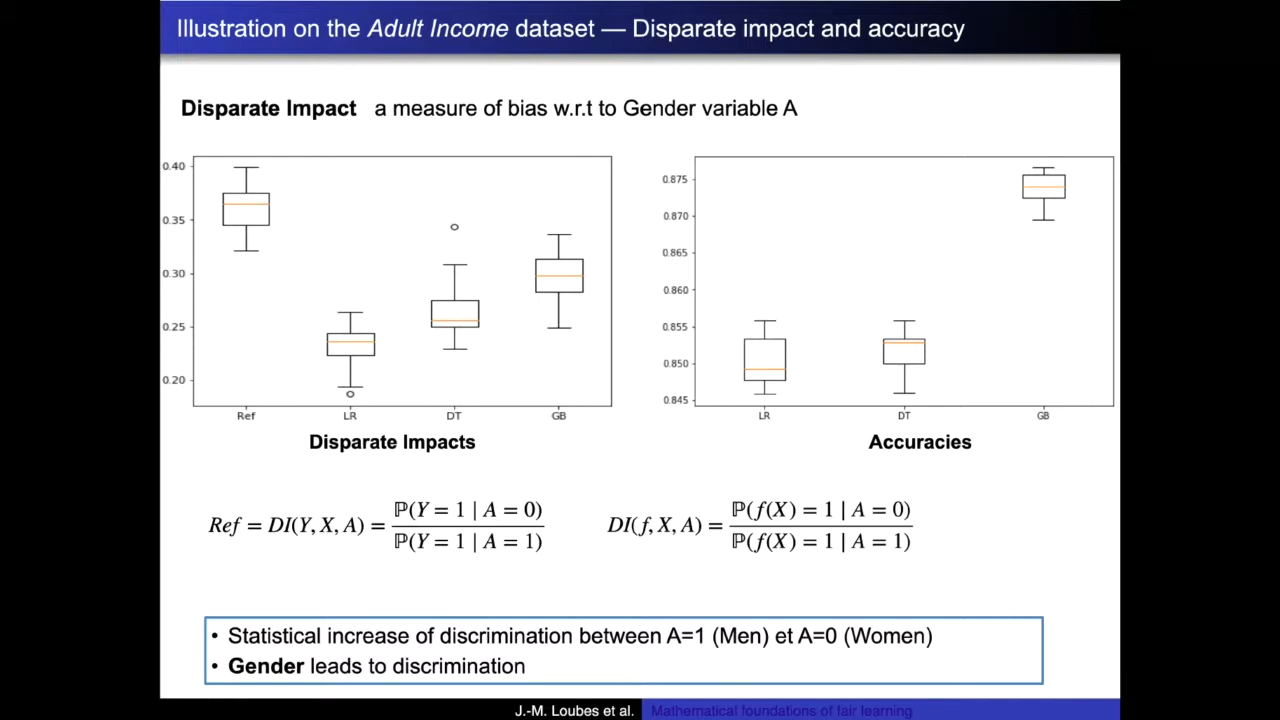 Illustration on the Adult Income dataset — Disparate impact and accuracy
Disparate Impact a measure of bias w.r.t to Gender variable A
0.40
0.35
0.30
0.25
0.20
Ref LR DT GB
Disparate Impacts
0.875
0.870
0.865
0.860
0.855
0.850
0.845
LR DT GB
Accuracies
Ref = DI(Y, X, A) = ℙ(Y = 1 | A = 0) / ℙ(Y = 1 | A = 1)
DI(f, X, A) = ℙ(f(X) = 1 | A = 0) / ℙ(f(X) = 1 | A = 1)
• Statistical increase of discrimination between A=1 (Men) et A=0 (Women)
• Gender leads to discrimination
J.-M. Loubes et al. Mathematical foundations of fair learning